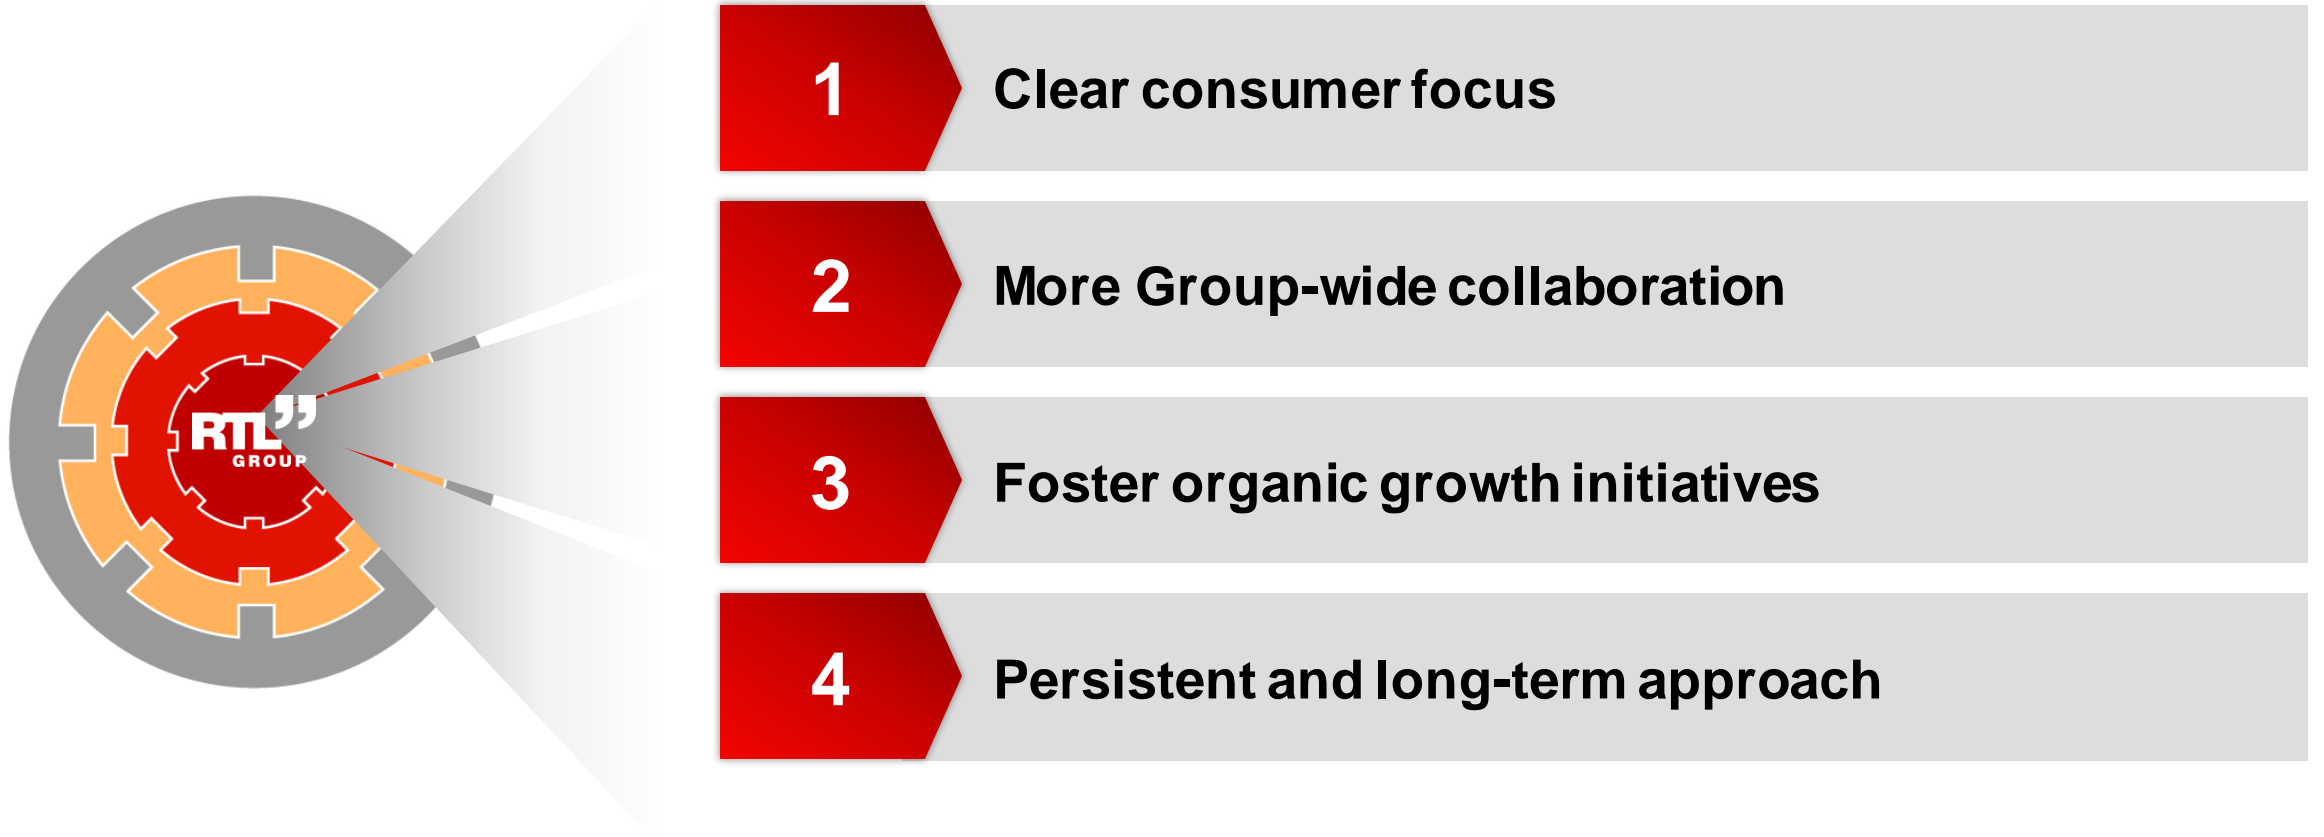 RTL
GROUP
1
Clear consumer focus
2
More Group-wide collaboration
3
Foster organic growth initiatives
4
Persistent and long-term approach